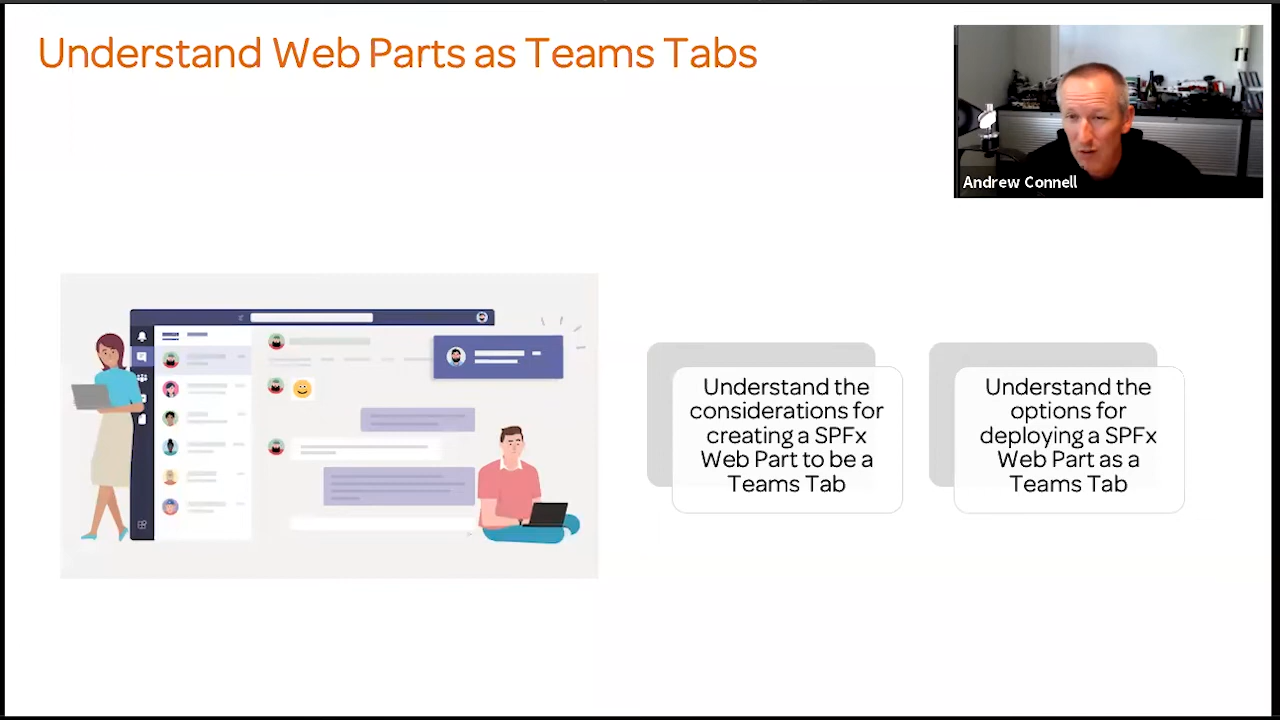 Understand Web Parts as Teams Tabs
Andrew Connell
Understand the
considerations for
creating a SPFx
Web Part to be a
Teams Tab
Understand the
options for
deploying a SPFx
Web Part as a
Teams Tab